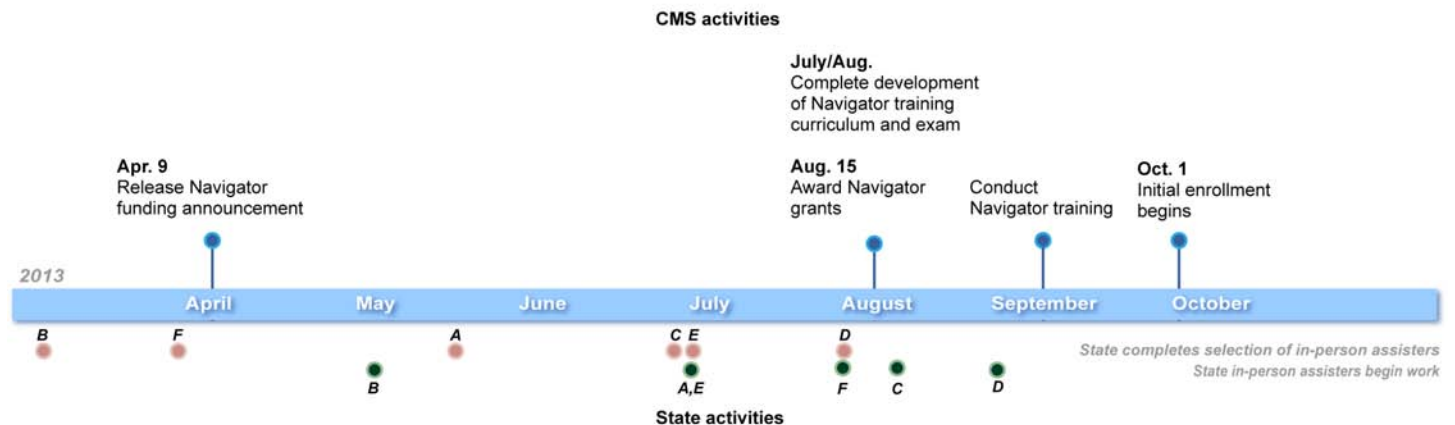 CMS activities
July/Aug.
Complete development
of Navigator training
curriculum and exam
Apr. 9
Release Navigator
funding announcement
Aug. 15
Award Navigator
grants
Conduct
Navigator training
Oct. 1
Initial enrollment
begins
2013
April May June July August September October
B F A C E D
State completes selection of in-person assisters
State in-person assisters begin work
B A,E F C D
State activities